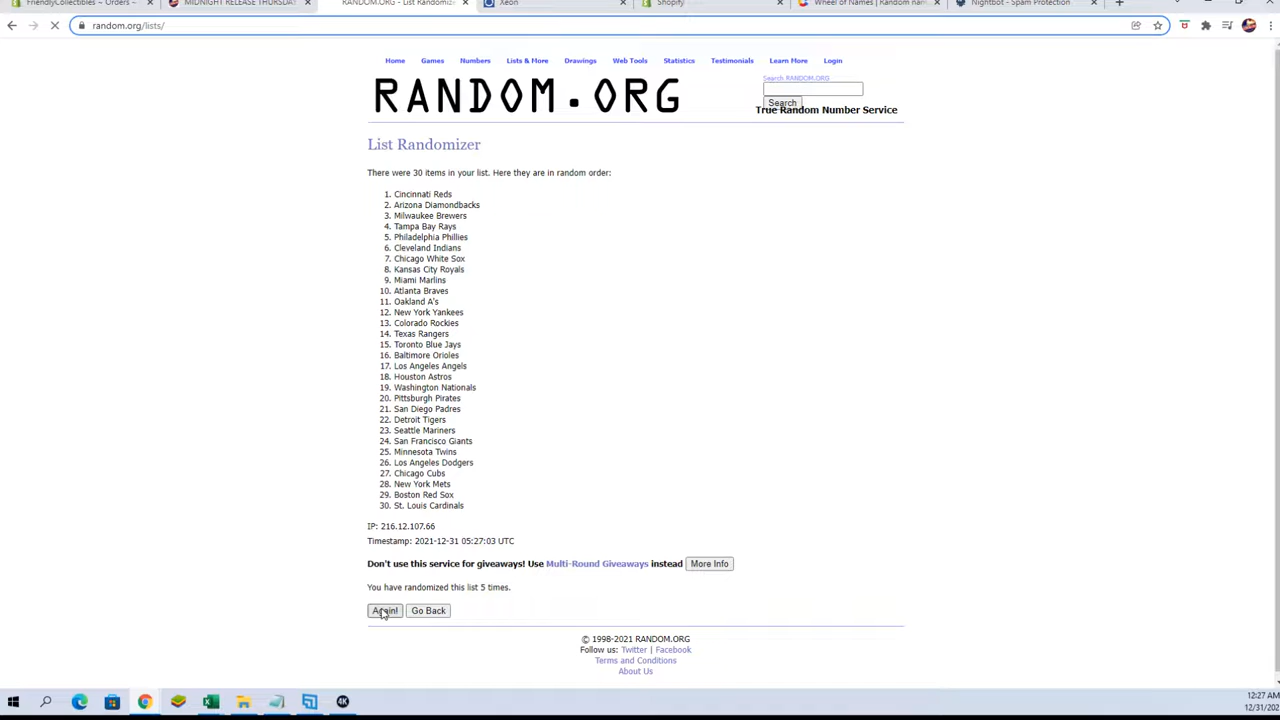 FriendlyCollectibles ~ Orders ~
MIDNIGHT RELEASE THURSDA
RANDOM.ORG - List Randomizer
Xeon
Shopify
Wheel of Names | Random nam
Nightbot - Spam Protection
random.org/lists/
Home Games Numbers Lists & More Drawings Web Tools Statistics Testimonials Learn More Login
Search RANDOM.ORG
RANDOM.ORG
Search
True Random Number Service
List Randomizer
There were 30 items in your list. Here they are in random order:
1. Cincinnati Reds
2. Arizona Diamondbacks
3. Milwaukee Brewers
4. Tampa Bay Rays
5. Philadelphia Phillies
6. Cleveland Indians
7. Chicago White Sox
8. Kansas City Royals
9. Miami Marlins
10. Atlanta Braves
11. Oakland A's
12. New York Yankees
13. Colorado Rockies
14. Texas Rangers
15. Toronto Blue Jays
16. Baltimore Orioles
17. Los Angeles Angels
18. Houston Astros
19. Washington Nationals
20. Pittsburgh Pirates
21. San Diego Padres
22. Detroit Tigers
23. Seattle Mariners
24. San Francisco Giants
25. Minnesota Twins
26. Los Angeles Dodgers
27. Chicago Cubs
28. New York Mets
29. Boston Red Sox
30. St. Louis Cardinals
IP: 216.12.107.66
Timestamp: 2021-12-31 05:27:03 UTC
Don't use this service for giveaways! Use Multi-Round Giveaways instead More Info
You have randomized this list 5 times.
Again! Go Back
© 1998-2021 RANDOM.ORG
Follow us: Twitter | Facebook
Terms and Conditions
About Us
4K
12:27 AM
12/31/202